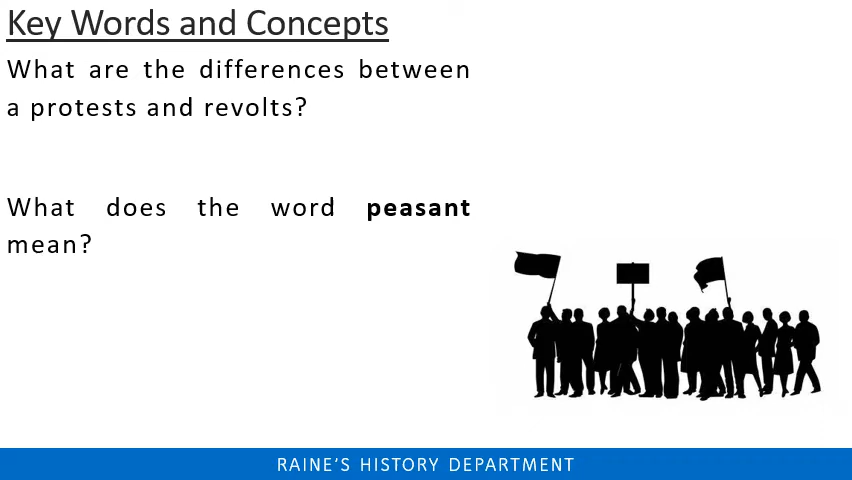 Key Words and Concepts
What are the differences between
a protests and revolts?
What does the word peasant
mean?
RAINE'S HISTORY DEPARTMENT